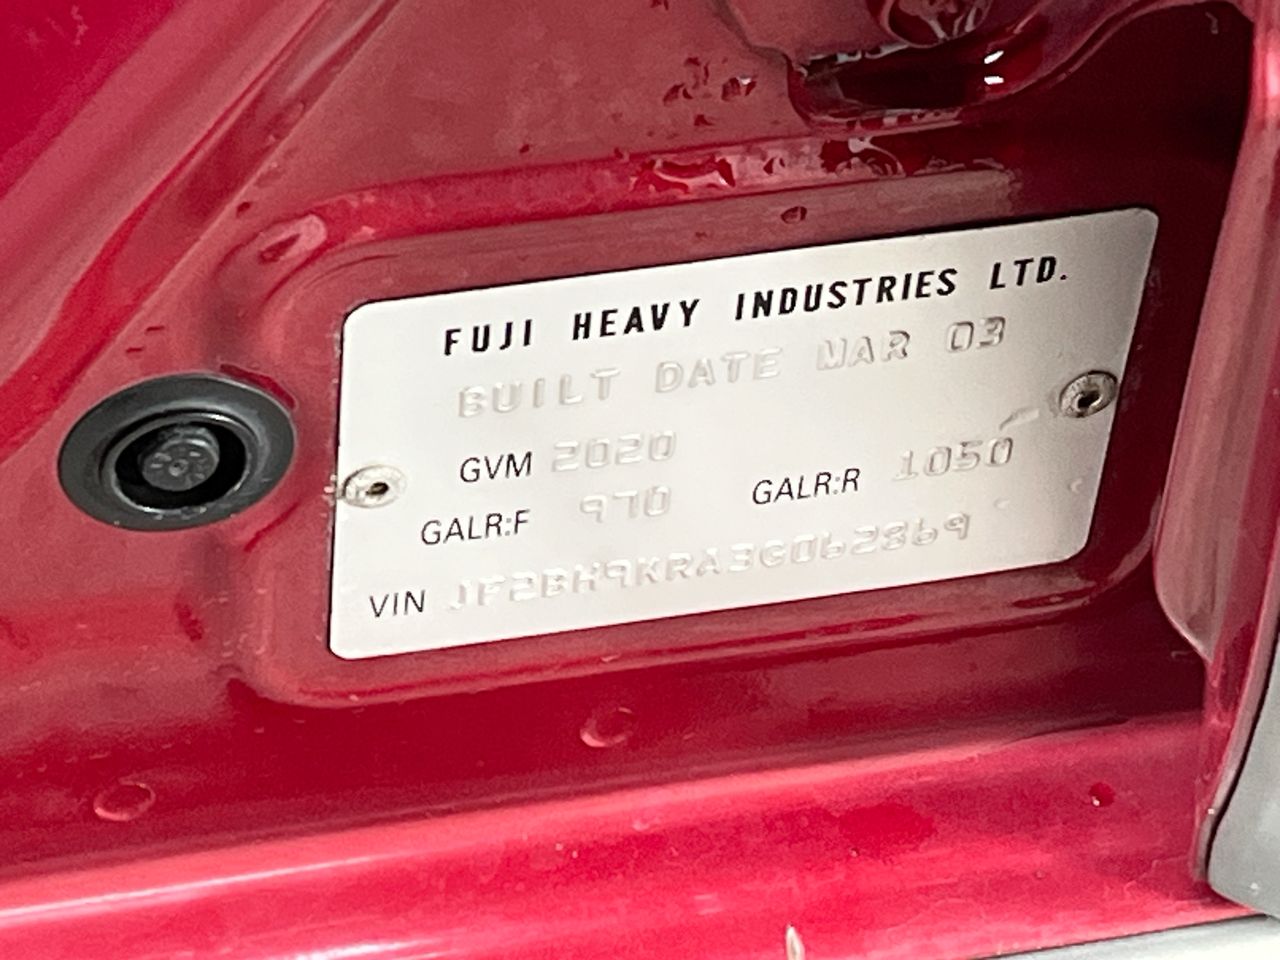 FUJI HEAVY INDUSTRIES LTD.
BUILT DATE MAR 03
GVM 2020
GALR:F 970 GALR:R 1050
VIN JF2BH9KRA3G062869